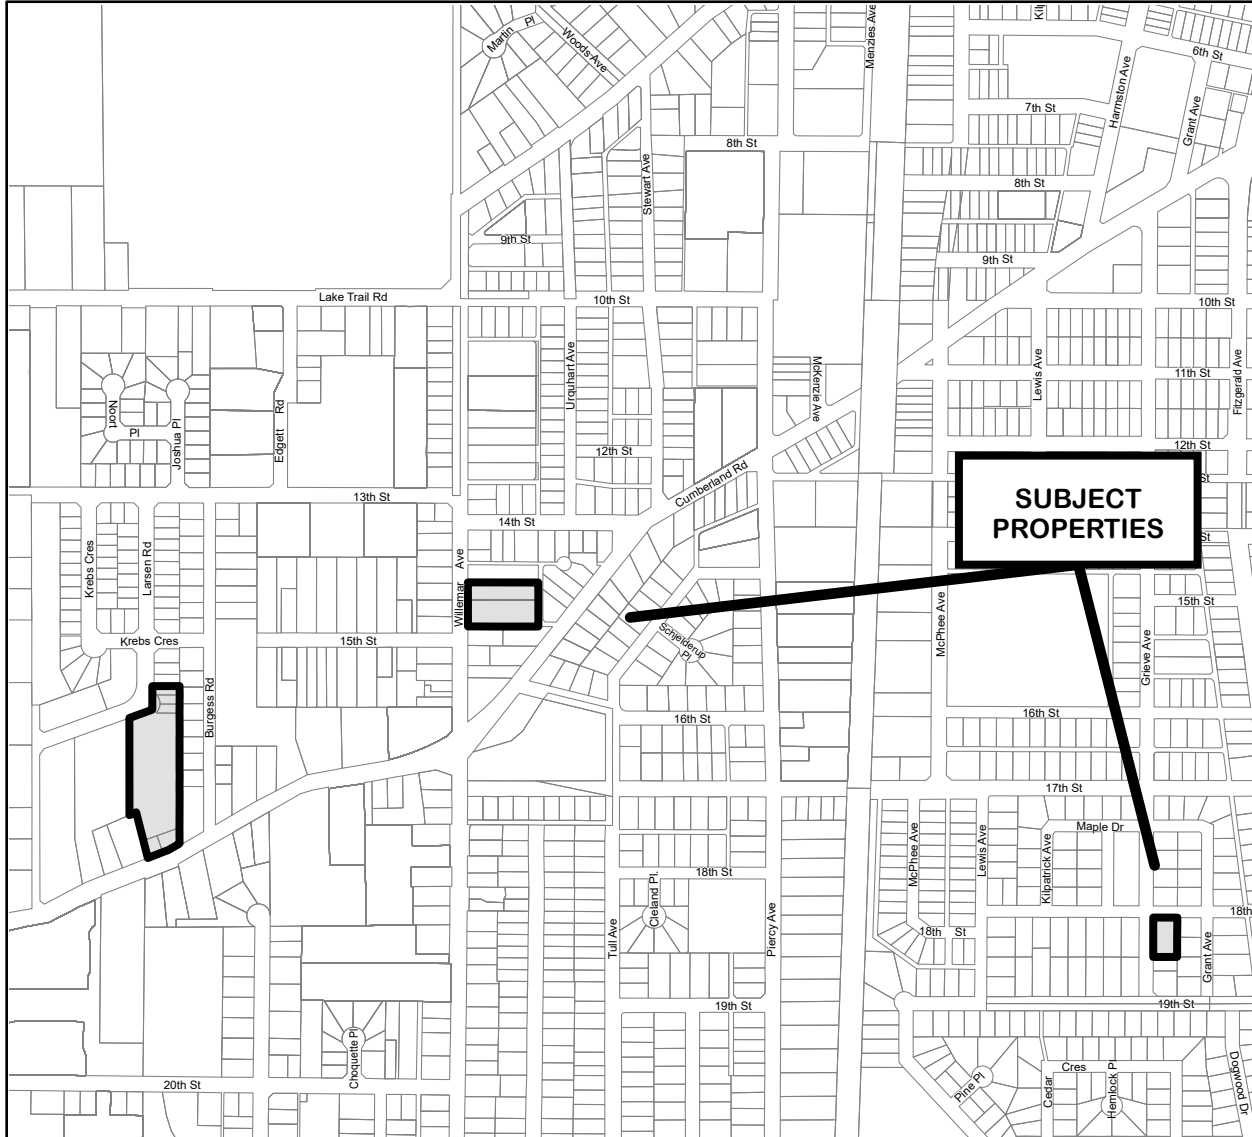 Martin Pl
Woods Ave
Menzies Ave
Kilp
6th St
Harmston Ave
Grant Ave
7th St
8th St
Stewart Ave
8th St
9th St
9th St
Lake Trail Rd
10th St
10th St
Urquhart Ave
McKenzie Ave
Lewis Ave
11th St
Fitzgerald Ave
Noort
Pl
Joshua Pl
Edgett Rd
12th St
12th St
Cumberland Rd
13th St
St
SUBJECT
PROPERTIES
14th St
St
Krebs Cres
Larsen Rd
Willemar Ave
McPhee Ave
15th St
Krebs Cres
15th St
Schjelderup
Pl
Grieve Ave
Burgess Rd
16th St
16th St
17th St
Maple Dr
McPhee Ave
Lewis Ave
Kilpatrick Ave
18th St
Cleland Pl.
18th
Tull Ave
Piercy Ave
18th St
Grant Ave
19th St
19th St
Choquette Pl
20th St
Pine Pl
Cedar
Cres
Hemlock Pl
Dogwood Dr